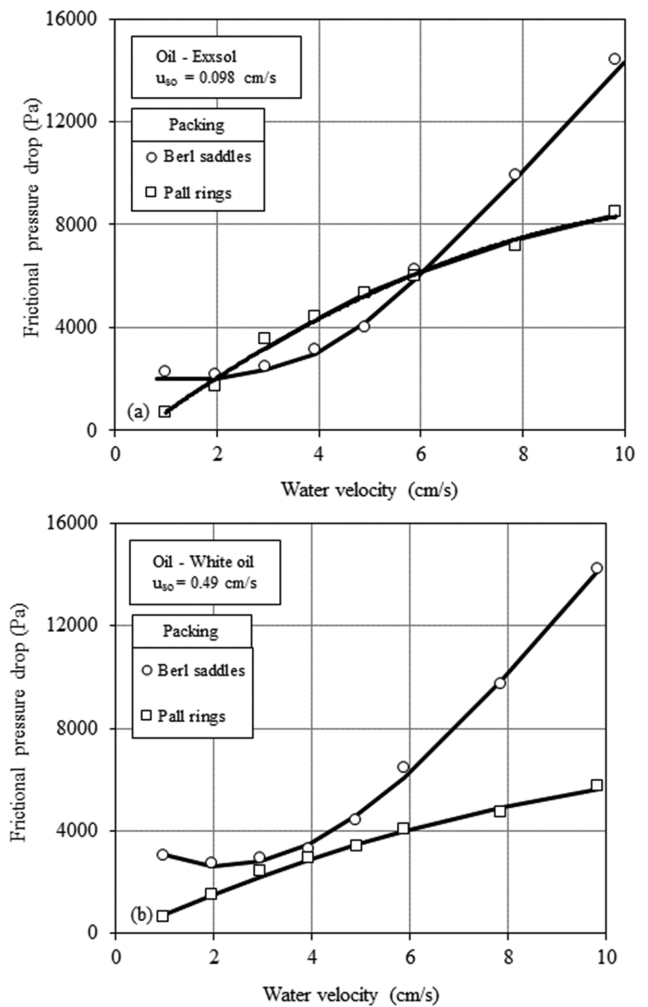 16000
12000
8000
4000
0
Frictional pressure drop (Pa)
Oil - Exxsol
uso = 0.098 cm/s
Packing
Berl saddles
Pall rings
(a)
0 2 4 6 8 10
Water velocity (cm/s)
16000
12000
8000
4000
0
Frictional pressure drop (Pa)
Oil - White oil
uso = 0.49 cm/s
Packing
Berl saddles
Pall rings
(b)
0 2 4 6 8 10
Water velocity (cm/s)